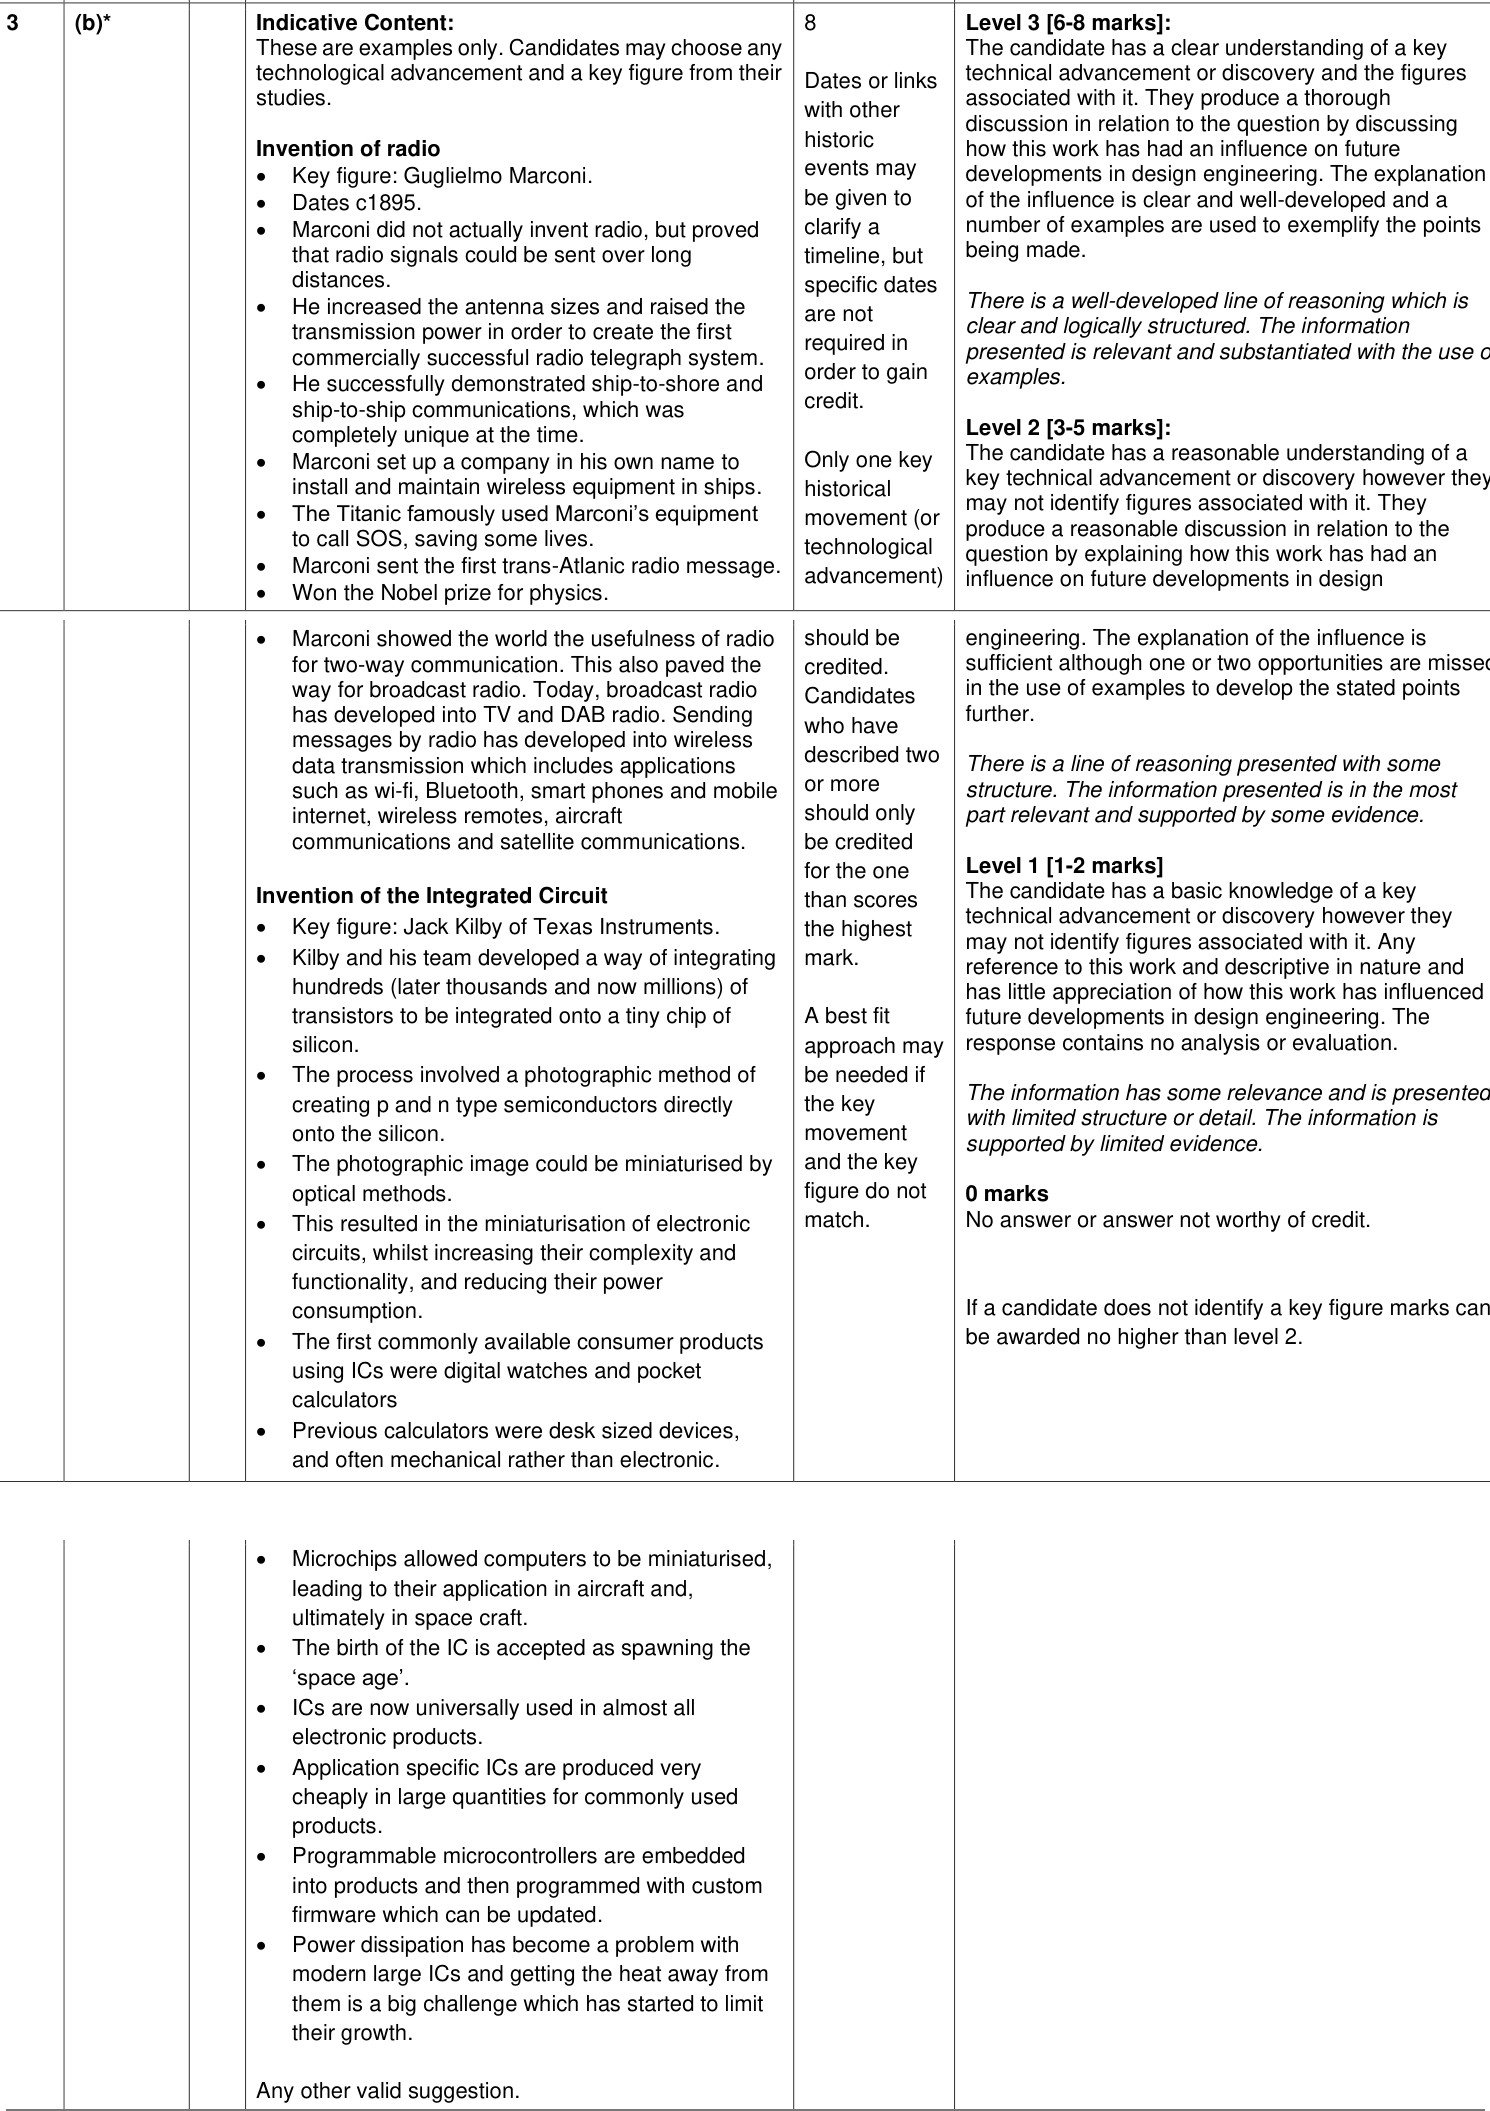 3
(b)*
Indicative Content:
These are examples only. Candidates may choose any
technological advancement and a key figure from their
studies.
Invention of radio
• Key figure: Guglielmo Marconi.
• Dates c1895.
• Marconi did not actually invent radio, but proved
that radio signals could be sent over long
distances.
• He increased the antenna sizes and raised the
transmission power in order to create the first
commercially successful radio telegraph system.
• He successfully demonstrated ship-to-shore and
ship-to-ship communications, which was
completely unique at the time.
• Marconi set up a company in his own name to
install and maintain wireless equipment in ships.
• The Titanic famously used Marconi's equipment
to call SOS, saving some lives.
• Marconi sent the first trans-Atlanic radio message.
• Won the Nobel prize for physics.
8
Dates or links
with other
historic
events may
be given to
clarify a
timeline, but
specific dates
are not
required in
order to gain
credit.
Only one key
historical
movement (or
technological
advancement)
Level 3 [6-8 marks]:
The candidate has a clear understanding of a key
technical advancement or discovery and the figures
associated with it. They produce a thorough
discussion in relation to the question by discussing
how this work has had an influence on future
developments in design engineering. The explanation
of the influence is clear and well-developed and a
number of examples are used to exemplify the points
being made.
There is a well-developed line of reasoning which is
clear and logically structured. The information
presented is relevant and substantiated with the use o
examples.
Level 2 [3-5 marks]:
The candidate has a reasonable understanding of a
key technical advancement or discovery however they
may not identify figures associated with it. They
produce a reasonable discussion in relation to the
question by explaining how this work has had an
influence on future developments in design
• Marconi showed the world the usefulness of radio
for two-way communication. This also paved the
way for broadcast radio. Today, broadcast radio
has developed into TV and DAB radio. Sending
messages by radio has developed into wireless
data transmission which includes applications
such as wi-fi, Bluetooth, smart phones and mobile
internet, wireless remotes, aircraft
communications and satellite communications.
Invention of the Integrated Circuit
• Key figure: Jack Kilby of Texas Instruments.
• Kilby and his team developed a way of integrating
hundreds (later thousands and now millions) of
transistors to be integrated onto a tiny chip of
silicon.
• The process involved a photographic method of
creating p and n type semiconductors directly
onto the silicon.
• The photographic image could be miniaturised by
optical methods.
• This resulted in the miniaturisation of electronic
circuits, whilst increasing their complexity and
functionality, and reducing their power
consumption.
• The first commonly available consumer products
using ICs were digital watches and pocket
calculators
• Previous calculators were desk sized devices,
and often mechanical rather than electronic.
should be
credited.
Candidates
who have
described two
or more
should only
be credited
for the one
than scores
the highest
mark.
A best fit
approach may
be needed if
the key
movement
and the key
figure do not
match.
engineering. The explanation of the influence is
sufficient although one or two opportunities are missed
in the use of examples to develop the stated points
further.
There is a line of reasoning presented with some
structure. The information presented is in the most
part relevant and supported by some evidence.
Level 1 [1-2 marks]
The candidate has a basic knowledge of a key
technical advancement or discovery however they
may not identify figures associated with it. Any
reference to this work and descriptive in nature and
has little appreciation of how this work has influenced
future developments in design engineering. The
response contains no analysis or evaluation.
The information has some relevance and is presented
with limited structure or detail. The information is
supported by limited evidence.
0 marks
No answer or answer not worthy of credit.
If a candidate does not identify a key figure marks can
be awarded no higher than level 2.
• Microchips allowed computers to be miniaturised,
leading to their application in aircraft and,
ultimately in space craft.
• The birth of the IC is accepted as spawning the
‘space age’.
• ICs are now universally used in almost all
electronic products.
• Application specific ICs are produced very
cheaply in large quantities for commonly used
products.
• Programmable microcontrollers are embedded
into products and then programmed with custom
firmware which can be updated.
• Power dissipation has become a problem with
modern large ICs and getting the heat away from
them is a big challenge which has started to limit
their growth.
Any other valid suggestion.